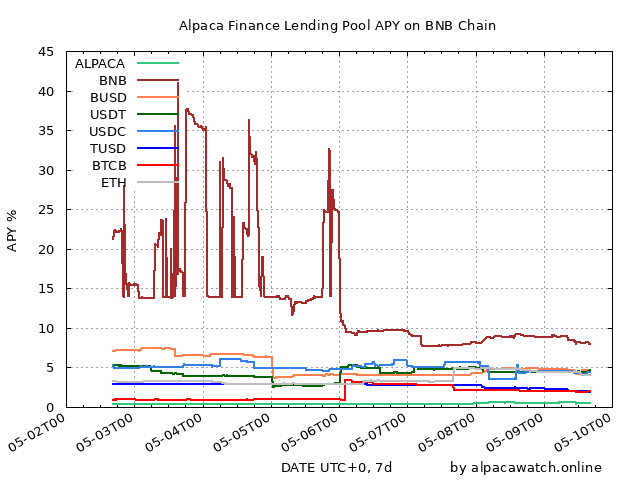 Alpaca Finance Lending Pool APY on BNB Chain
45
40
35
30
25
20
15
10
5
0
APY %
ALPACA
BNB
BUSD
USDT
USDC
TUSD
BTCB
ETH
05-02T00
05-03T00
05-04T00
05-05T00
05-06T00
05-07T00
05-08T00
05-09T00
05-10T00
DATE UTC+0, 7d
by alpacawatch.online